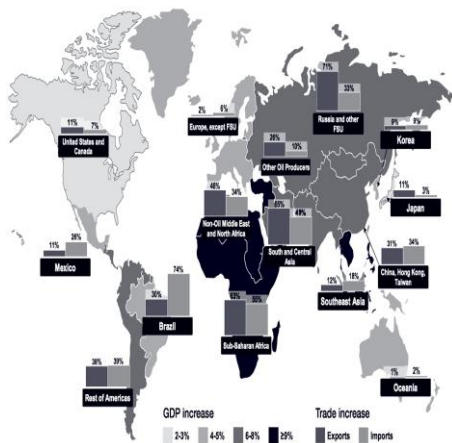 71%
33%
11%
7%
United States and
Canada
2%
6%
Europe, except FSU
Russia and other
FSU
9%
9%
Korea
26%
10%
Other Oil Producers
11%
3%
Japan
46%
34%
Non-Oil Middle East
and North Africa
65%
49%
South and Central
Asia
11%
26%
Mexico
31%
34%
China, Hong Kong,
Taiwan
12%
18%
Southeast Asia
30%
74%
Brazil
Sub-Saharan Africa
36%
39%
Rest of Americas
1%
2%
Oceania
GDP increase
2-3%
4-5%
6-8%
≥9%
Trade increase
Exports
Imports